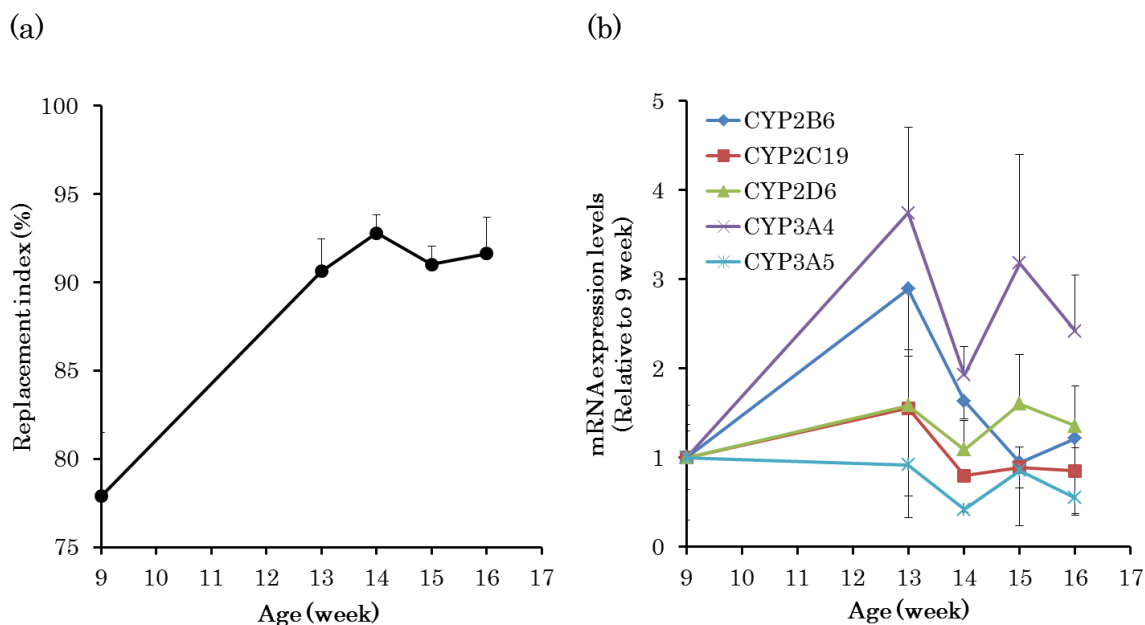 (a)
Replacement index (%)
100
95
90
85
80
75
9 10 11 12 13 14 15 16 17
Age (week)
(b)
mRNA expression levels
(Relative to 9 week)
5
4
3
2
1
0
CYP2B6
CYP2C19
CYP2D6
CYP3A4
CYP3A5
9 10 11 12 13 14 15 16 17
Age (week)